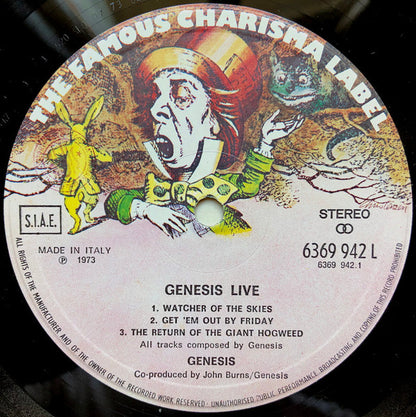 THE FAMOUS CHARISMA LABEL
S.I.A.E.
STEREO
MADE IN ITALY
Ⓟ 1973
6369 942 L
6369 942.1
GENESIS LIVE
1. WATCHER OF THE SKIES
2. GET 'EM OUT BY FRIDAY
3. THE RETURN OF THE GIANT HOGWEED
All tracks composed by Genesis
GENESIS
Co-produced by John Burns/Genesis
ALL RIGHTS OF THE MANUFACTURER AND OF THE OWNER OF THE RECORDED WORK RESERVED - UNAUTHORISED PUBLIC PERFORMANCE, BROADCASTING AND COPYING OF THIS RECORD PROHIBITED